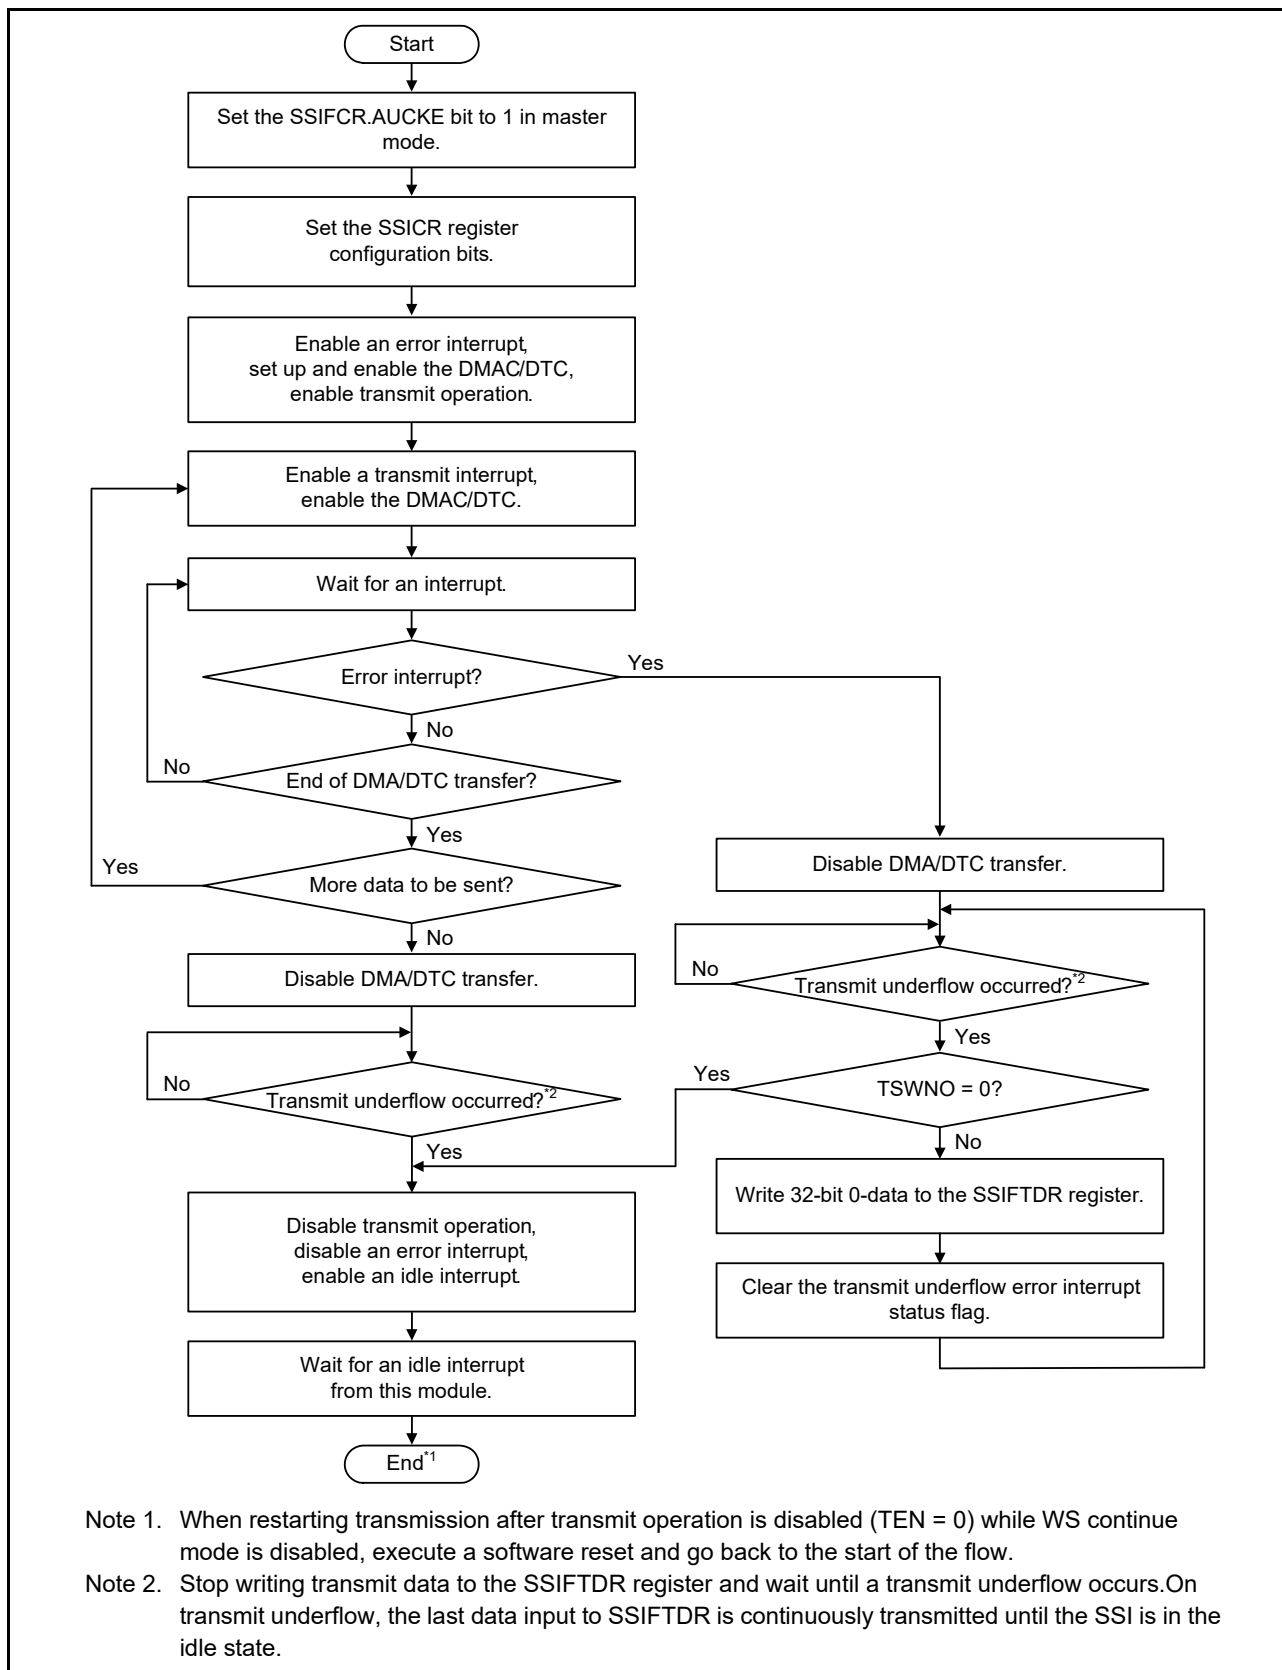 Start
Set the SSIFCR.AUCKE bit to 1 in master
mode.
Set the SSICR register
configuration bits.
Enable an error interrupt,
set up and enable the DMAC/DTC,
enable transmit operation.
Enable a transmit interrupt,
enable the DMAC/DTC.
Wait for an interrupt.
Error interrupt?
Yes
No
End of DMA/DTC transfer?
No
Yes
More data to be sent?
Yes
No
Disable DMA/DTC transfer.
Transmit underflow occurred?*2
No
Yes
Disable DMA/DTC transfer.
Transmit underflow occurred?*2
No
Yes
TSWNO = 0?
Yes
No
Write 32-bit 0-data to the SSIFTDR register.
Clear the transmit underflow error interrupt
status flag.
Disable transmit operation,
disable an error interrupt,
enable an idle interrupt.
Wait for an idle interrupt
from this module.
End*1
Note 1. When restarting transmission after transmit operation is disabled (TEN = 0) while WS continue
mode is disabled, execute a software reset and go back to the start of the flow.
Note 2. Stop writing transmit data to the SSIFTDR register and wait until a transmit underflow occurs.On
transmit underflow, the last data input to SSIFTDR is continuously transmitted until the SSI is in the
idle state.